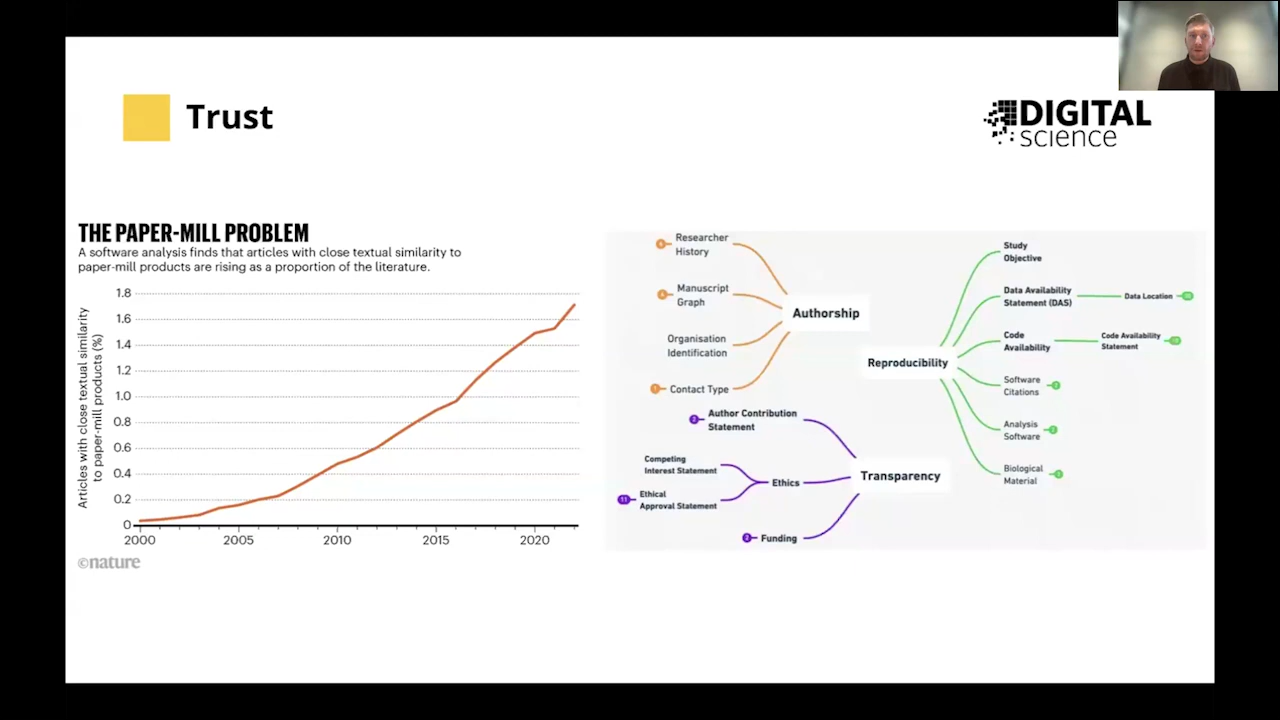 Trust
DIGITAL
science
THE PAPER-MILL PROBLEM
A software analysis finds that articles with close textual similarity to
paper-mill products are rising as a proportion of the literature.
Articles with close textual similarity
to paper-mill products (%)
1.8
1.6
1.4
1.2
1.0
0.8
0.6
0.4
0.2
0
2000 2005 2010 2015 2020
©nature
Researcher
History
Manuscript
Graph
Organisation
Identification
Contact Type
Authorship
Author Contribution
Statement
Competing
Interest Statement
Ethical
Approval Statement
Ethics
Funding
Transparency
Reproducibility
Study
Objective
Data Availability
Statement (DAS)
Data Location
Code
Availability
Code Availability
Statement
Software
Citations
Analysis
Software
Biological
Material